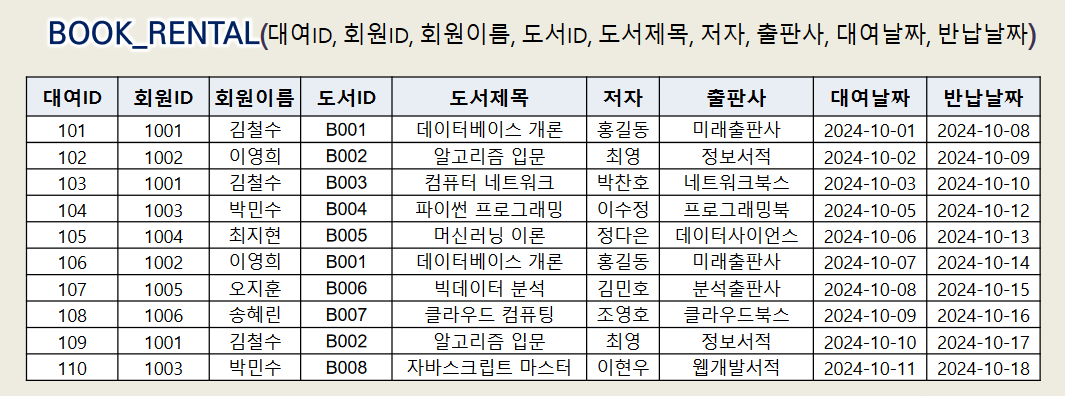 BOOK_RENTAL(대여ID, 회원ID, 회원이름, 도서ID, 도서제목, 저자, 출판사, 대여날짜, 반납날짜)
대여ID 회원ID 회원이름 도서ID 도서제목 저자 출판사 대여날짜 반납날짜
101 1001 김철수 B001 데이터베이스 개론 홍길동 미래출판사 2024-10-01 2024-10-08
102 1002 이영희 B002 알고리즘 입문 최영 정보서적 2024-10-02 2024-10-09
103 1001 김철수 B003 컴퓨터 네트워크 박찬호 네트워크북스 2024-10-03 2024-10-10
104 1003 박민수 B004 파이썬 프로그래밍 이수정 프로그래밍북 2024-10-05 2024-10-12
105 1004 최지현 B005 머신러닝 이론 정다은 데이터사이언스 2024-10-06 2024-10-13
106 1002 이영희 B001 데이터베이스 개론 홍길동 미래출판사 2024-10-07 2024-10-14
107 1005 오지훈 B006 빅데이터 분석 김민호 분석출판사 2024-10-08 2024-10-15
108 1006 송혜린 B007 클라우드 컴퓨팅 조영호 클라우드북스 2024-10-09 2024-10-16
109 1001 김철수 B002 알고리즘 입문 최영 정보서적 2024-10-10 2024-10-17
110 1003 박민수 B008 자바스크립트 마스터 이현우 웹개발서적 2024-10-11 2024-10-18